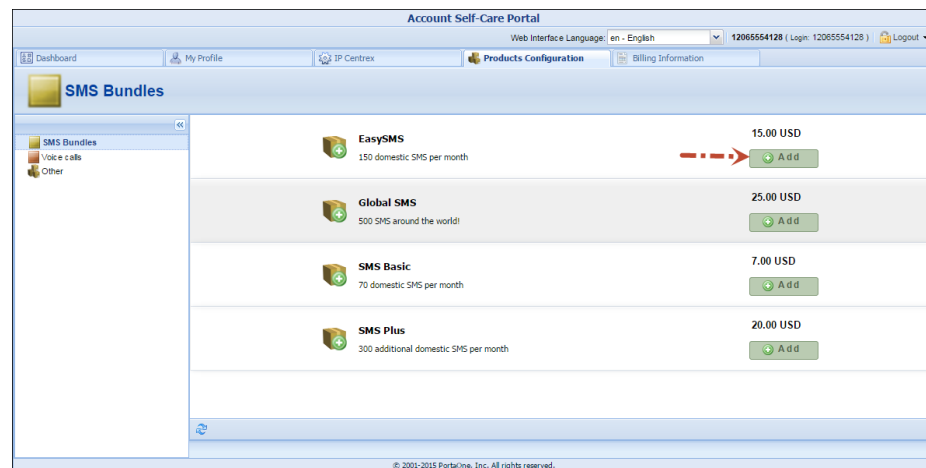 Account Self-Care Portal
Web Interface Language: en - English 12065554128 ( Login: 12065554128 ) Logout
Dashboard My Profile IP Centrex Products Configuration Billing Information
SMS Bundles
SMS Bundles
Voice calls
Other
EasySMS 15.00 USD
150 domestic SMS per month Add
Global SMS 25.00 USD
500 SMS around the world! Add
SMS Basic 7.00 USD
70 domestic SMS per month Add
SMS Plus 20.00 USD
300 additional domestic SMS per month Add
© 2001-2015 PortaOne, Inc. All rights reserved.